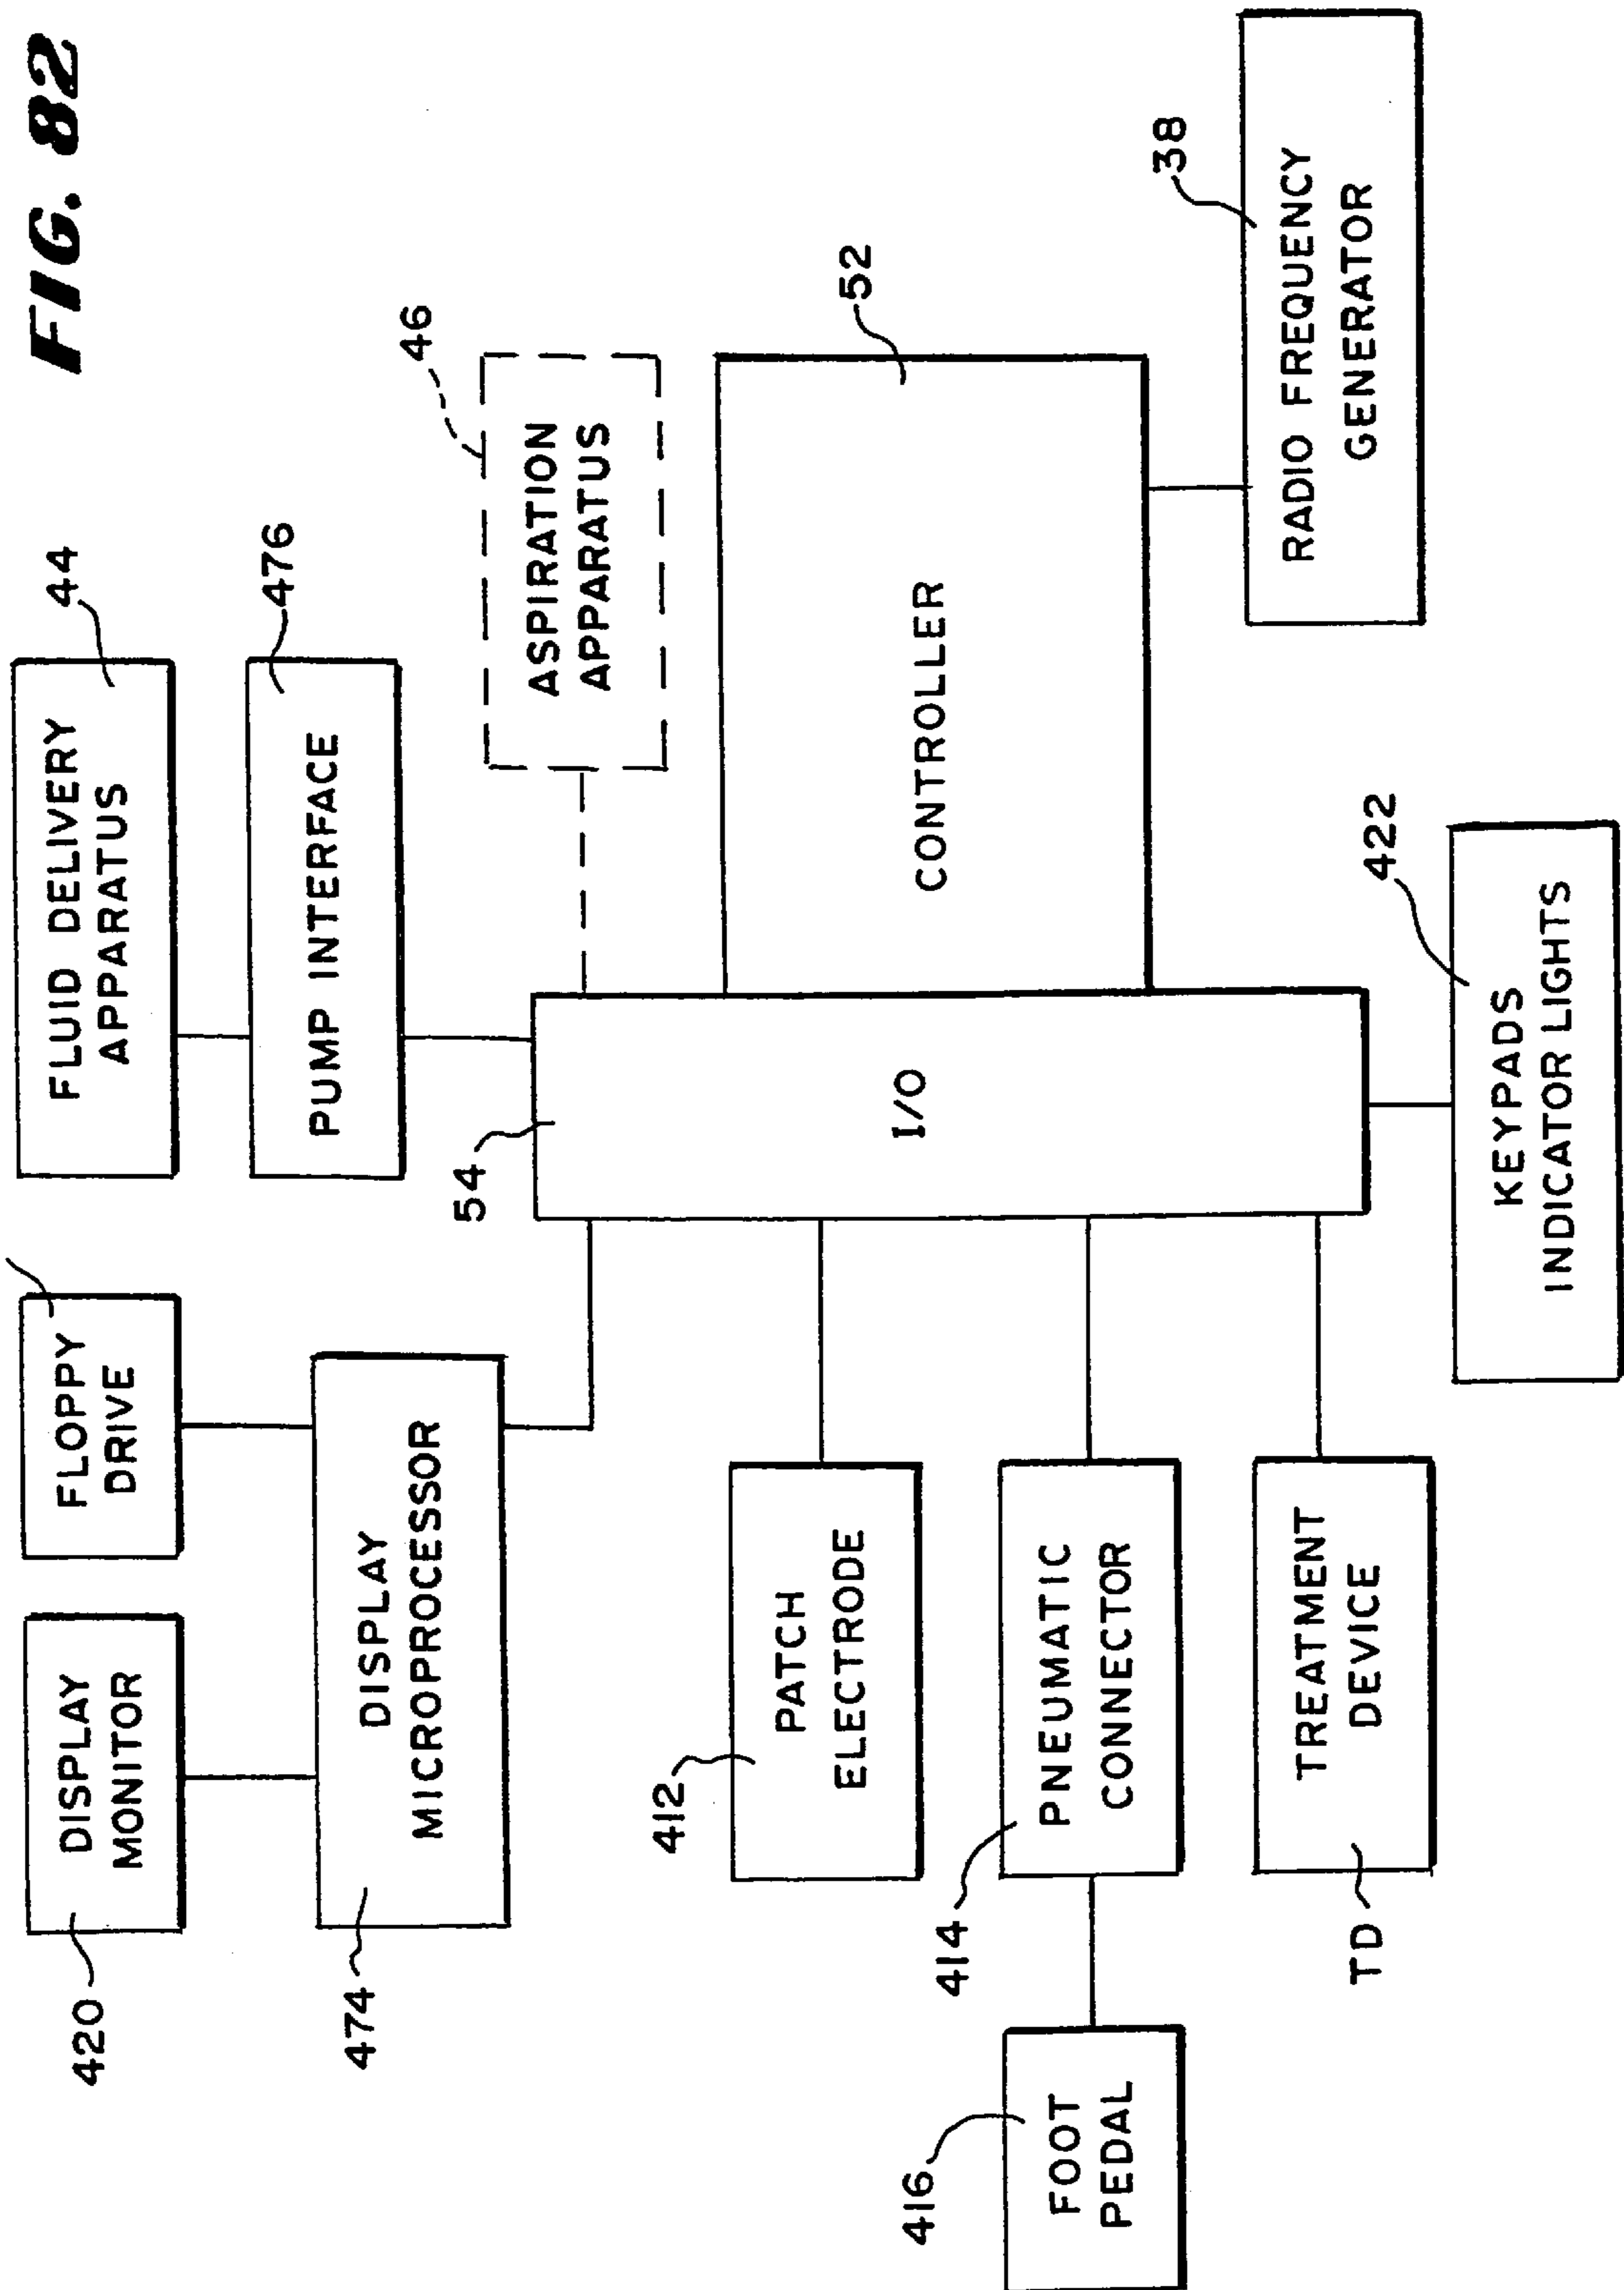 FIG. 82
420
DISPLAY
MONITOR
FLOPPY
DRIVE
FLUID DELIVERY
APPARATUS
44
474
DISPLAY
MICROPROCESSOR
PUMP INTERFACE
476
46
ASPIRATION
APPARATUS
54
I/O
CONTROLLER
52
412
PATCH
ELECTRODE
416
FOOT
PEDAL
414
PNEUMATIC
CONNECTOR
TD
TREATMENT
DEVICE
422
KEYPADS
INDICATOR LIGHTS
38
RADIO FREQUENCY
GENERATOR